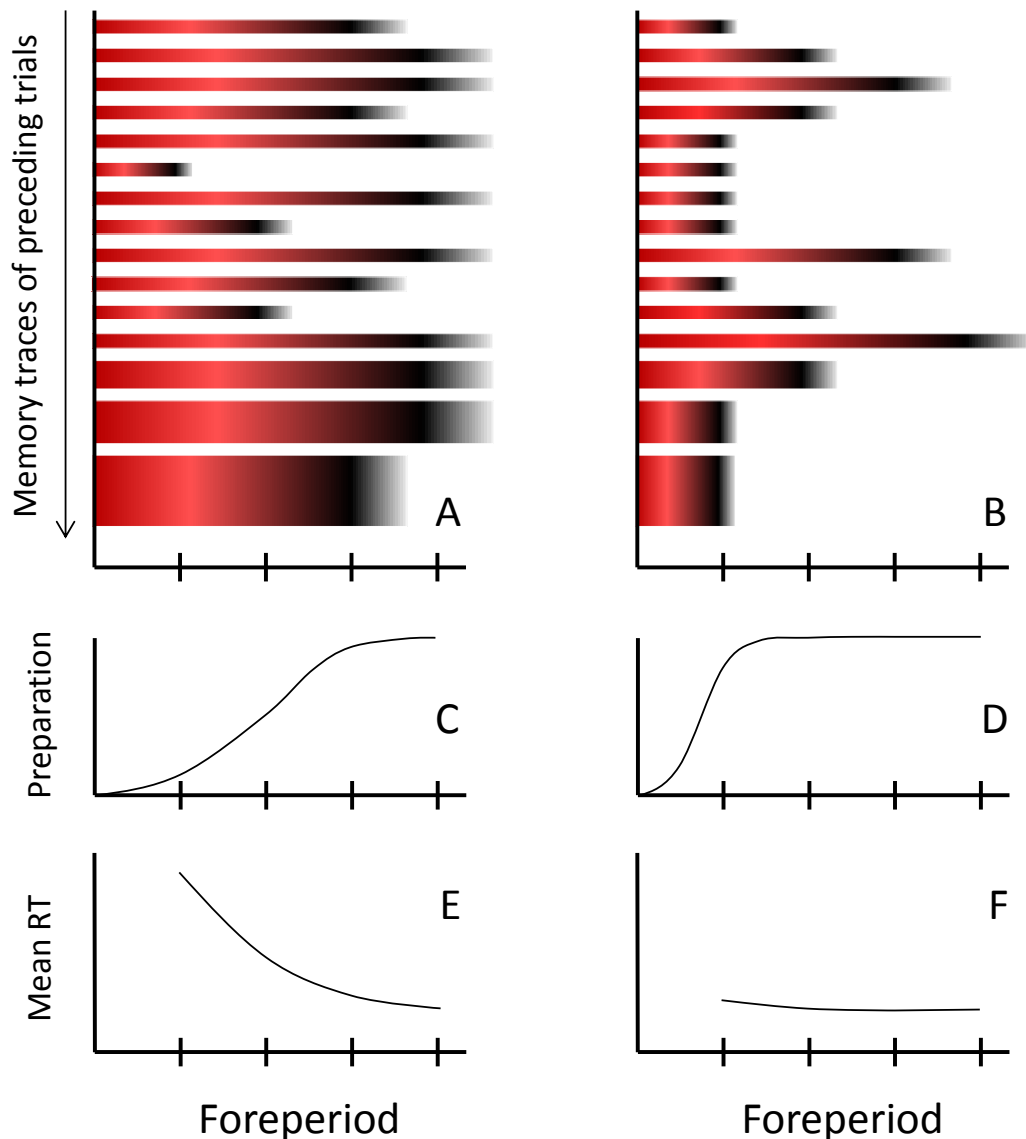 Memory traces of preceding trials
A
B
Preparation
C
D
Mean RT
E
F
Foreperiod
Foreperiod